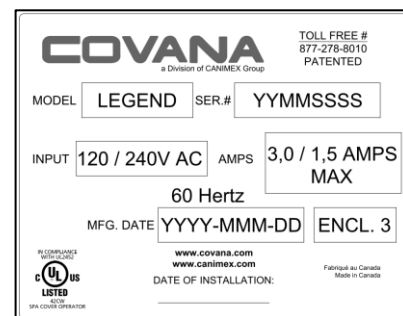 COVANA
a Division of CANIMEX Group
TOLL FREE #
877-278-8010
PATENTED
MODEL LEGEND SER.# YYMMSSSS
INPUT 120 / 240V AC AMPS 3,0 / 1,5 AMPS
MAX
60 Hertz
MFG. DATE YYYY-MMM-DD ENCL. 3
IN COMPLIANCE
WITH UL2452
c UL us
LISTED
42CW
SPA COVER OPERATOR
www.covana.com
www.canimex.com
DATE OF INSTALLATION:
Fabriqué au Canada
Made in Canada